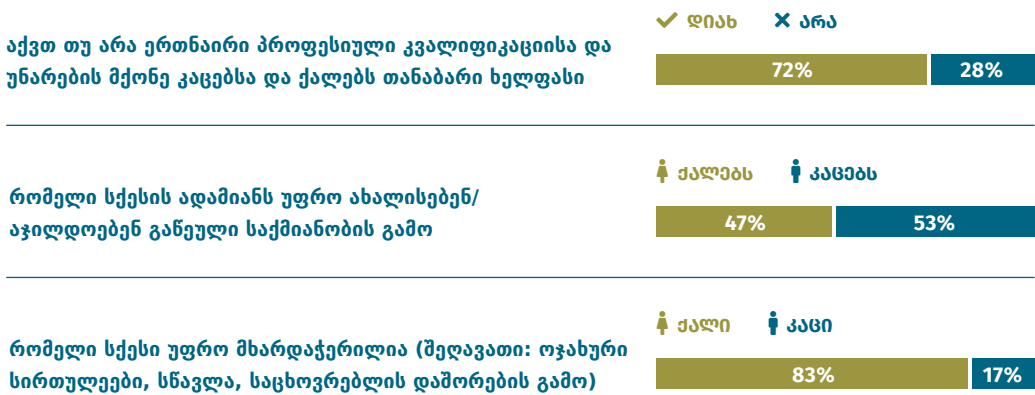 ✔ ᲓᲘᲐᲮ ✖ ᲐᲠᲐ
აქვთ თუ არა ერთნაირი პროფესიული კვალიფიკაციისა და
უნარების მქონე კაცებსა და ქალებს თანაბარი ხელფასი
72% 28%
ᲥᲐᲚᲔᲑᲡ ᲙᲐᲪᲔᲑᲡ
რომელი სქესის ადამიანს უფრო ახალისებენ/
აჯილდოებენ გაწეული საქმიანობის გამო
47% 53%
ᲥᲐᲚᲘ ᲙᲐᲪᲘ
რომელი სქესი უფრო მხარდაჭერილია (შეღავათი: ოჯახური
სირთულეები, სწავლა, საცხოვრებლის დაშორების გამო)
83% 17%